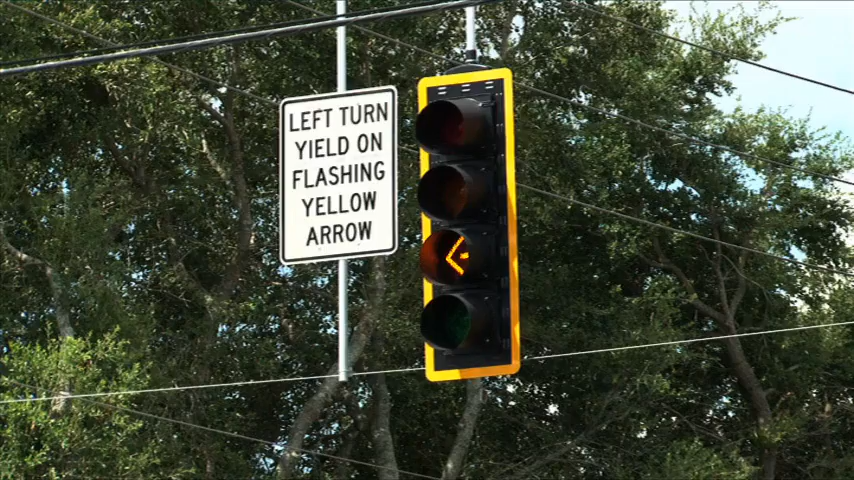 LEFT TURN
YIELD ON
FLASHING
YELLOW
ARROW